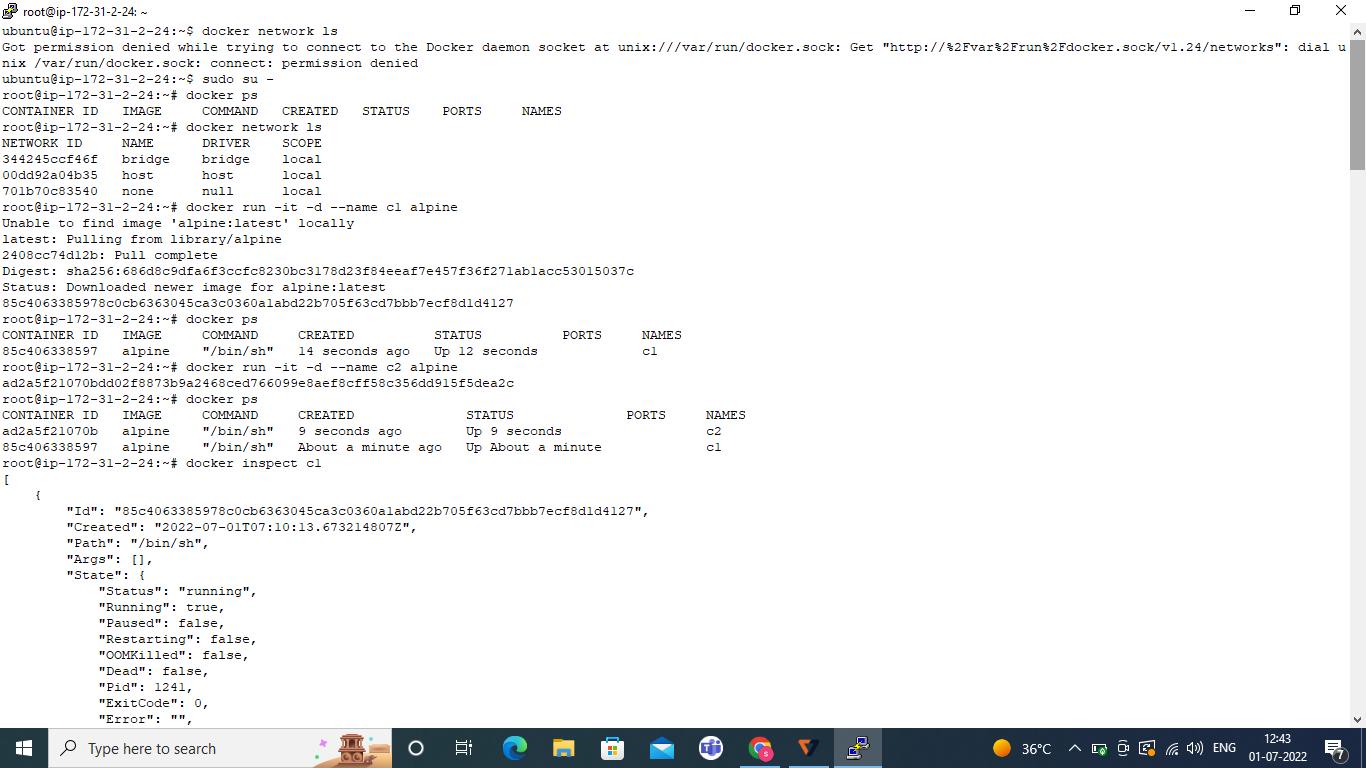 root@ip-172-31-2-24: ~
ubuntu@ip-172-31-2-24:~$ docker network ls
Got permission denied while trying to connect to the Docker daemon socket at unix:///var/run/docker.sock: Get "http://%2Fvar%2Frun%2Fdocker.sock/v1.24/networks": dial u
nix /var/run/docker.sock: connect: permission denied
ubuntu@ip-172-31-2-24:~$ sudo su -
root@ip-172-31-2-24:~# docker ps
CONTAINER ID   IMAGE     COMMAND   CREATED   STATUS    PORTS     NAMES
root@ip-172-31-2-24:~# docker network ls
NETWORK ID     NAME      DRIVER    SCOPE
344245ccf46f   bridge    bridge    local
00dd92a04b35   host      host      local
701b70c83540   none      null      local
root@ip-172-31-2-24:~# docker run -it -d --name c1 alpine
Unable to find image 'alpine:latest' locally
latest: Pulling from library/alpine
2408cc74d12b: Pull complete
Digest: sha256:686d8c9dfa6f3ccfc8230bc3178d23f84eeaf7e457f36f271ab1acc53015037c
Status: Downloaded newer image for alpine:latest
85c4063385978c0cb6363045ca3c0360a1abd22b705f63cd7bbb7ecf8d1d4127
root@ip-172-31-2-24:~# docker ps
CONTAINER ID   IMAGE     COMMAND     CREATED          STATUS          PORTS     NAMES
85c406338597   alpine    "/bin/sh"   14 seconds ago   Up 12 seconds             c1
root@ip-172-31-2-24:~# docker run -it -d --name c2 alpine
ad2a5f21070bdd02f8873b9a2468ced766099e8aef8cff58c356dd915f5dea2c
root@ip-172-31-2-24:~# docker ps
CONTAINER ID   IMAGE     COMMAND     CREATED              STATUS              PORTS     NAMES
ad2a5f21070b   alpine    "/bin/sh"   9 seconds ago        Up 9 seconds                  c2
85c406338597   alpine    "/bin/sh"   About a minute ago   Up About a minute             c1
root@ip-172-31-2-24:~# docker inspect c1
[
    {
        "Id": "85c4063385978c0cb6363045ca3c0360a1abd22b705f63cd7bbb7ecf8d1d4127",
        "Created": "2022-07-01T07:10:13.673214807Z",
        "Path": "/bin/sh",
        "Args": [],
        "State": {
            "Status": "running",
            "Running": true,
            "Paused": false,
            "Restarting": false,
            "OOMKilled": false,
            "Dead": false,
            "Pid": 1241,
            "ExitCode": 0,
            "Error": "",
Type here to search
36°C
ENG
12:43
01-07-2022
7